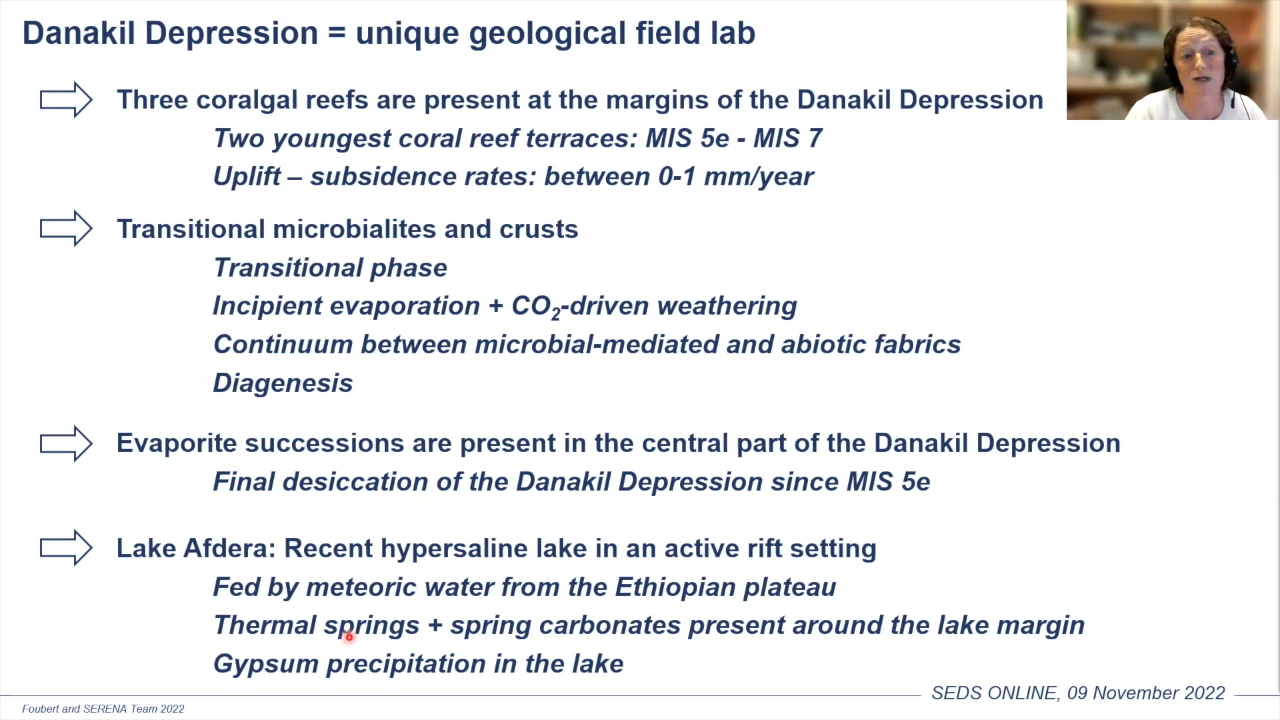 Danakil Depression = unique geological field lab
Three coralgal reefs are present at the margins of the Danakil Depression
Two youngest coral reef terraces: MIS 5e - MIS 7
Uplift – subsidence rates: between 0-1 mm/year
Transitional microbialites and crusts
Transitional phase
Incipient evaporation + CO₂-driven weathering
Continuum between microbial-mediated and abiotic fabrics
Diagenesis
Evaporite successions are present in the central part of the Danakil Depression
Final desiccation of the Danakil Depression since MIS 5e
Lake Afdera: Recent hypersaline lake in an active rift setting
Fed by meteoric water from the Ethiopian plateau
Thermal springs + spring carbonates present around the lake margin
Gypsum precipitation in the lake
SEDS ONLINE, 09 November 2022
Foubert and SERENA Team 2022